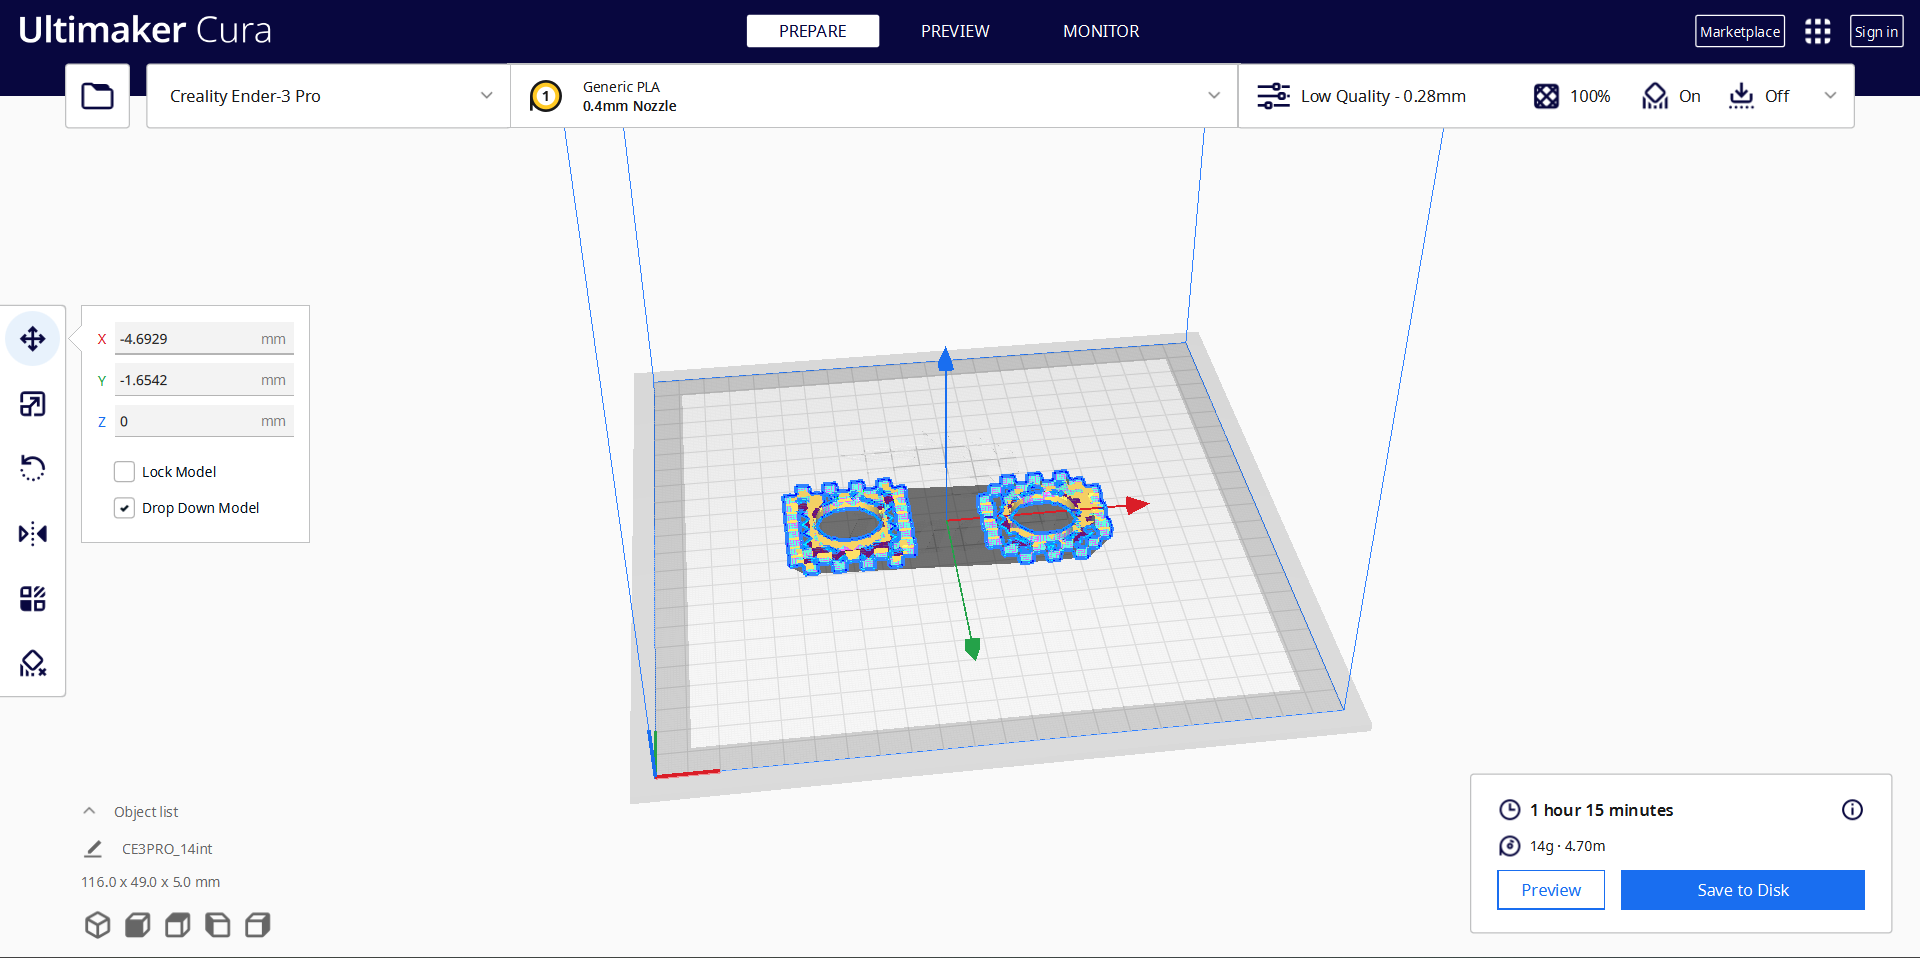 Ultimaker Cura
PREPARE
PREVIEW
MONITOR
Marketplace
Sign in
Creality Ender-3 Pro
1
Generic PLA
0.4mm Nozzle
Low Quality - 0.28mm
100%
On
Off
X -4.6929 mm
Y -1.6542 mm
Z 0 mm
Lock Model
Drop Down Model
Object list
CE3PRO_14int
116.0 x 49.0 x 5.0 mm
1 hour 15 minutes
14g · 4.70m
Preview
Save to Disk